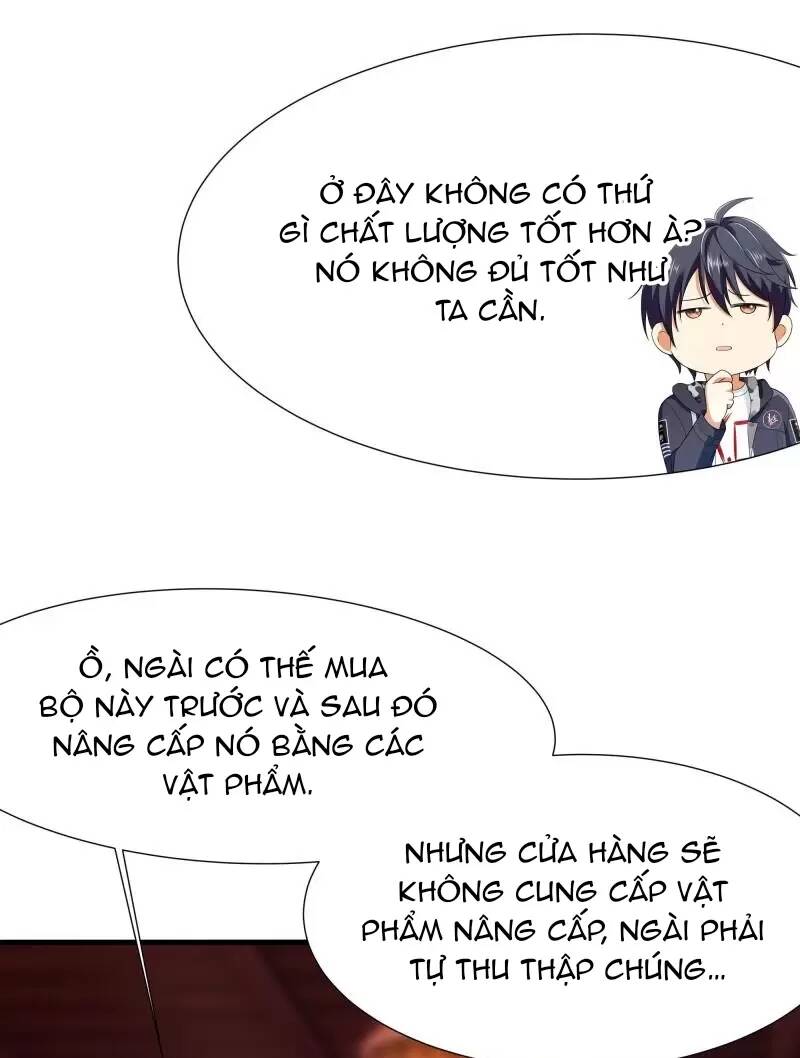 Ở ĐÂY KHÔNG CÓ THỨ
GÌ CHẤT LƯỢNG TỐT HƠN À?
NÓ KHÔNG ĐỦ TỐT NHƯ
TA CẦN.
Ồ, NGÀI CÓ THẾ MUA
BỘ NÀY TRƯỚC VÀ SAU ĐÓ
NÂNG CẤP NÓ BẰNG CÁC
VẬT PHẨM.
NHƯNG CỬA HÀNG SẼ
KHÔNG CUNG CẤP VẬT
PHẨM NÂNG CẤP, NGÀI PHẢI
TỰ THU THẬP CHÚNG...